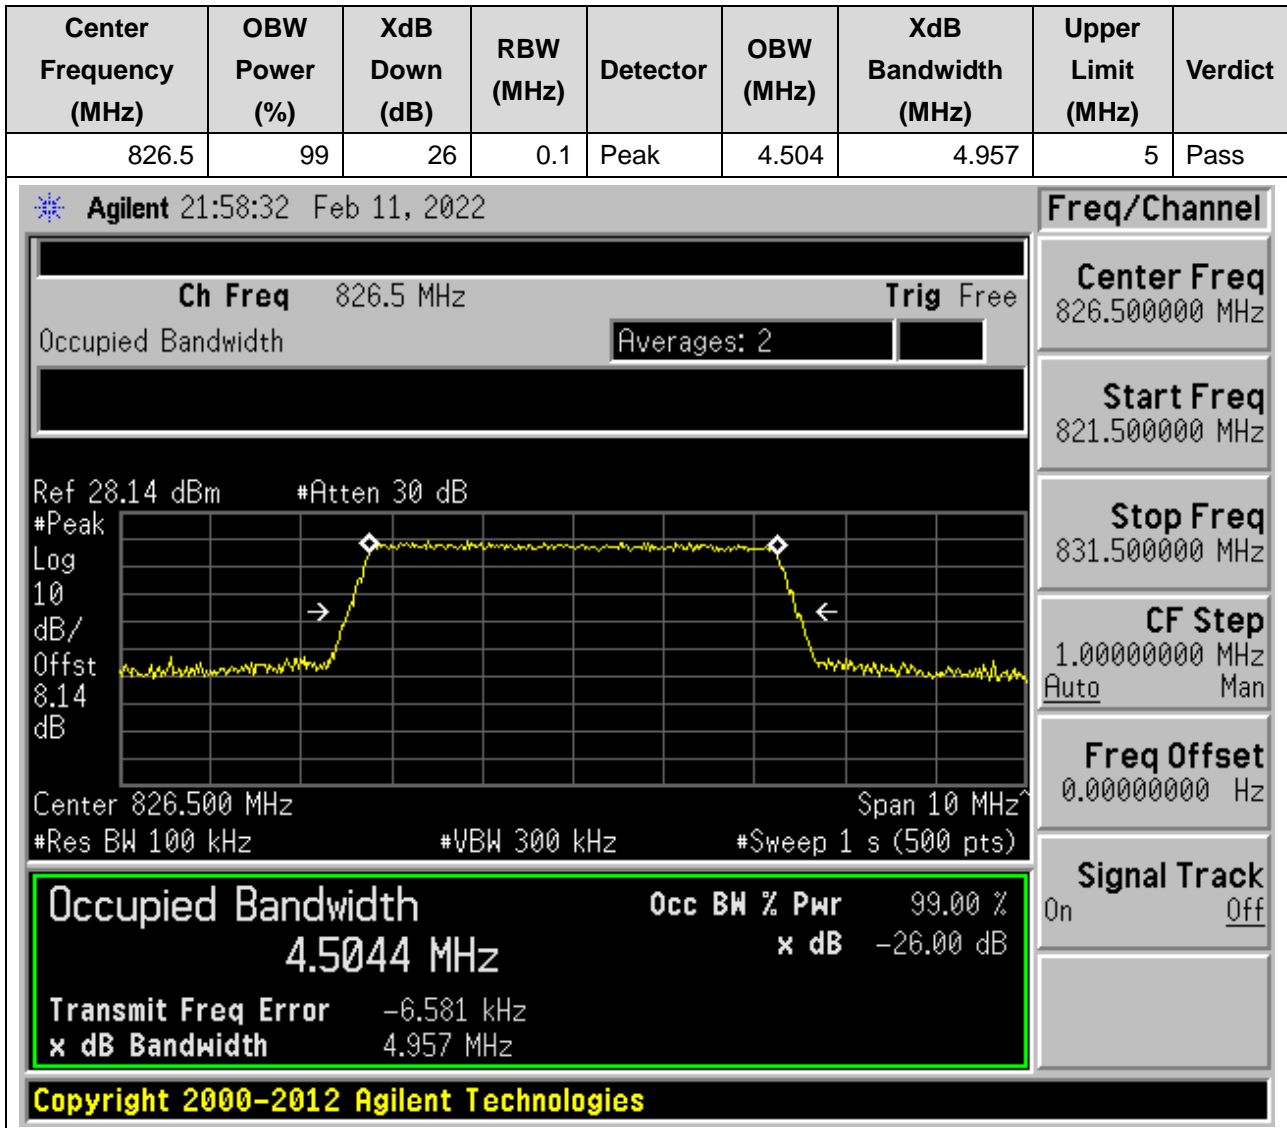 Center Frequency (MHz) OBW Power (%) XdB Down (dB) RBW (MHz) Detector OBW (MHz) XdB Bandwidth (MHz) Upper Limit (MHz) Verdict
826.5 99 26 0.1 Peak 4.504 4.957 5 Pass
Agilent 21:58:32 Feb 11, 2022
Ch Freq 826.5 MHz Trig Free
Occupied Bandwidth Averages: 2
Ref 28.14 dBm #Atten 30 dB
#Peak
Log
10
dB/
Offst
8.14
dB
Center 826.500 MHz Span 10 MHz^
#Res BW 100 kHz #VBW 300 kHz #Sweep 1 s (500 pts)
Occupied Bandwidth Occ BW % Pwr 99.00 %
4.5044 MHz x dB -26.00 dB
Transmit Freq Error -6.581 kHz
x dB Bandwidth 4.957 MHz
Copyright 2000-2012 Agilent Technologies
Freq/Channel
Center Freq
826.500000 MHz
Start Freq
821.500000 MHz
Stop Freq
831.500000 MHz
CF Step
1.00000000 MHz
Auto Man
Freq Offset
0.00000000 Hz
Signal Track
On Off